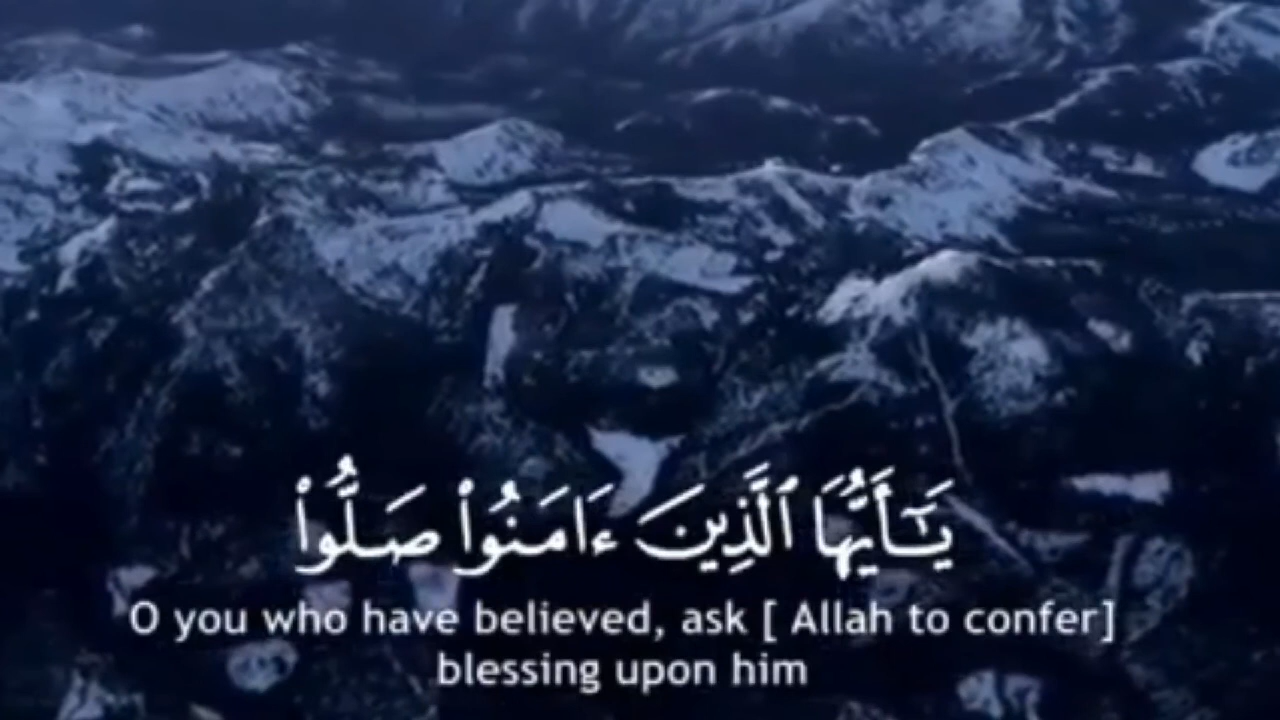 يَـٰٓأَيُّهَا ٱلَّذِينَ ءَامَنُوا۟ صَلُّوا۟
O you who have believed, ask [ Allah to confer]
blessing upon him